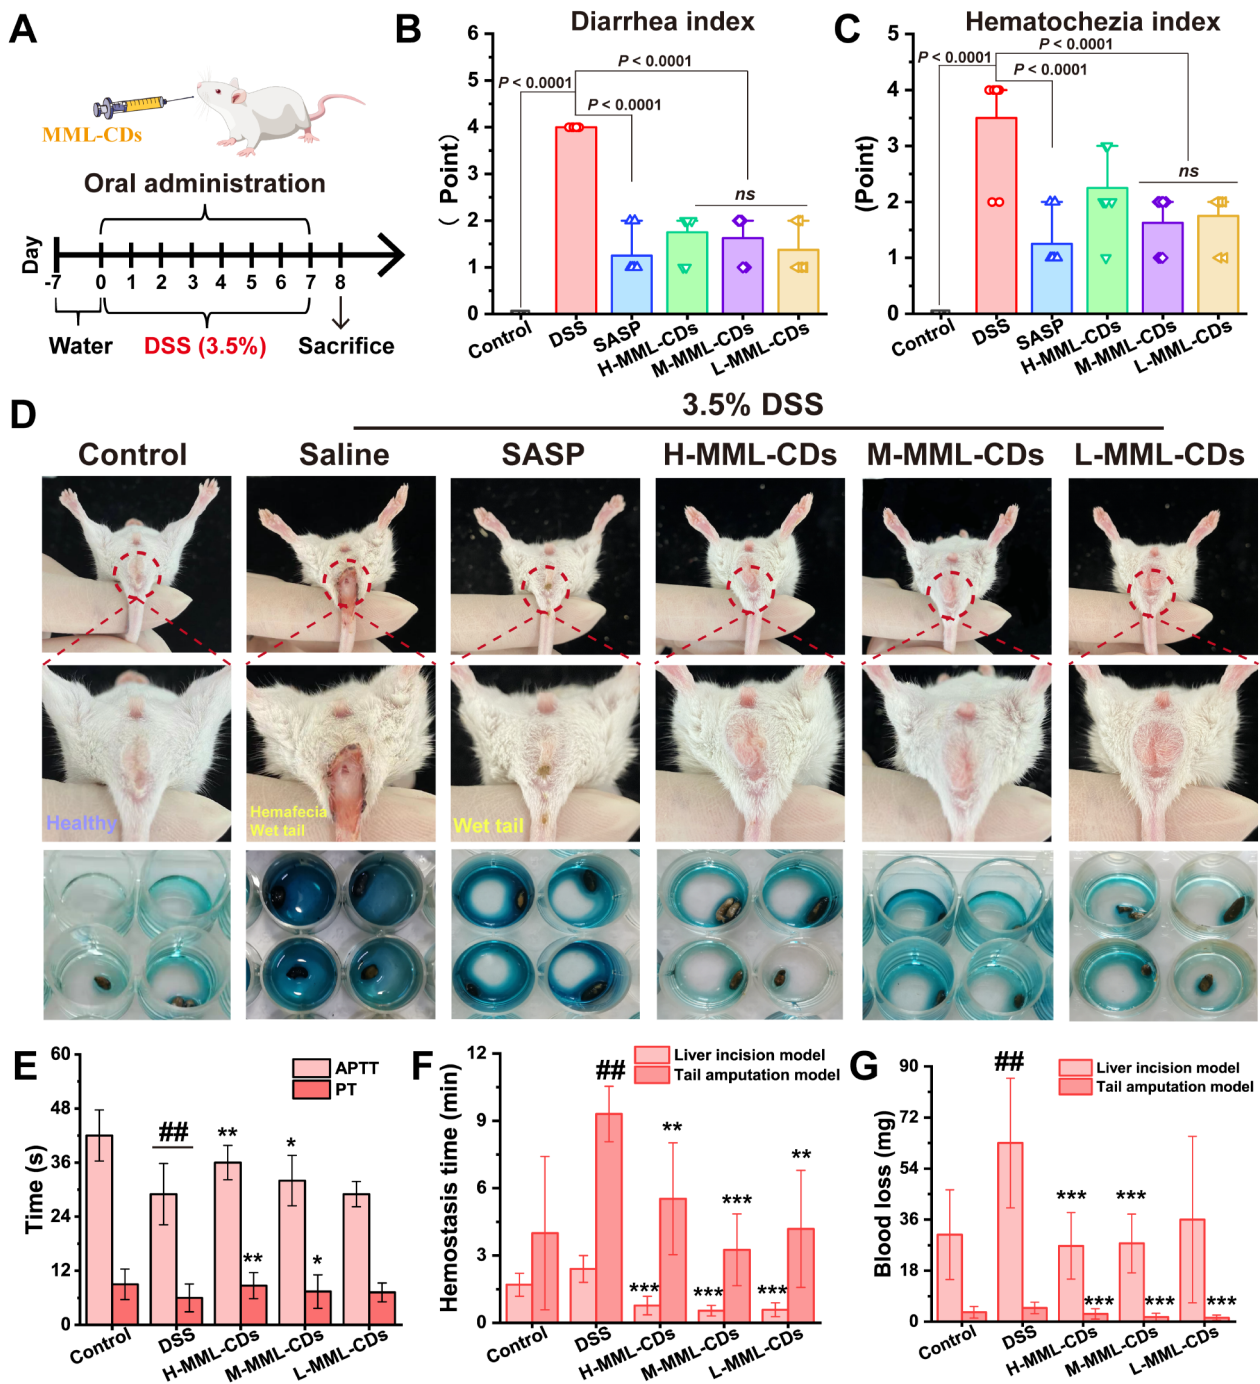 A
MML-CDs
Oral administration
Day
-7 0 1 2 3 4 5 6 7 8
Water DSS (3.5%) Sacrifice
B
Diarrhea index
( Point)
6
5
4
3
2
1
0
P < 0.0001
P < 0.0001
P < 0.0001
ns
Control DSS SASP H-MML-CDs M-MML-CDs L-MML-CDs
C
Hematochezia index
(Point)
5
4
3
2
1
0
P < 0.0001
P < 0.0001
P < 0.0001
ns
Control DSS SASP H-MML-CDs M-MML-CDs L-MML-CDs
D
3.5% DSS
Control Saline SASP H-MML-CDs M-MML-CDs L-MML-CDs
Healthy
Hemafecia
Wet tail
Wet tail
E
Time (s)
60
48
36
24
12
0
APTT
PT
##
** *
** *
Control DSS H-MML-CDs M-MML-CDs L-MML-CDs
F
Hemostasis time (min)
12
9
6
3
0
Liver incision model
Tail amputation model
##
** *** **
*** *** ***
Control DSS H-MML-CDs M-MML-CDs L-MML-CDs
G
Blood loss (mg)
90
72
54
36
18
0
Liver incision model
Tail amputation model
##
*** ***
*** *** ***
Control DSS H-MML-CDs M-MML-CDs L-MML-CDs